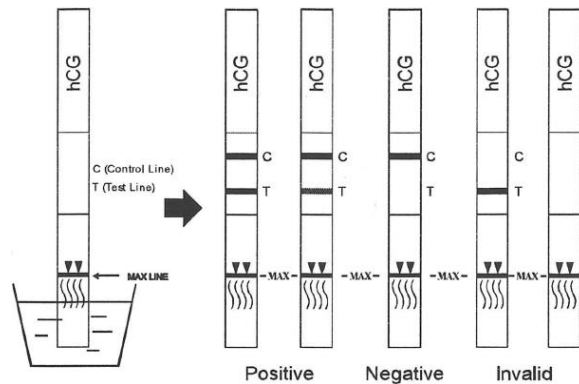 hCG
hCG
hCG
hCG
hCG
hCG
C (Control Line)
T (Test Line)
C
C
C
C
T
T
T
T
MAX LINE
MAX
MAX
MAX
MAX
Positive
Negative
Invalid